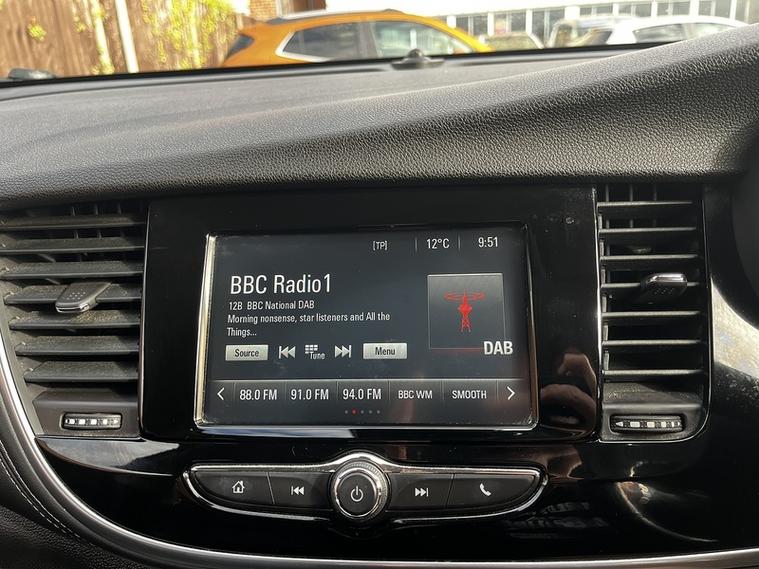 [TP] 12°C 9:51
BBC Radio1
12B BBC National DAB
Morning nonsense, star listeners and All the
Things...
Source Tune Menu
DAB
88.0 FM 91.0 FM 94.0 FM BBC WM SMOOTH